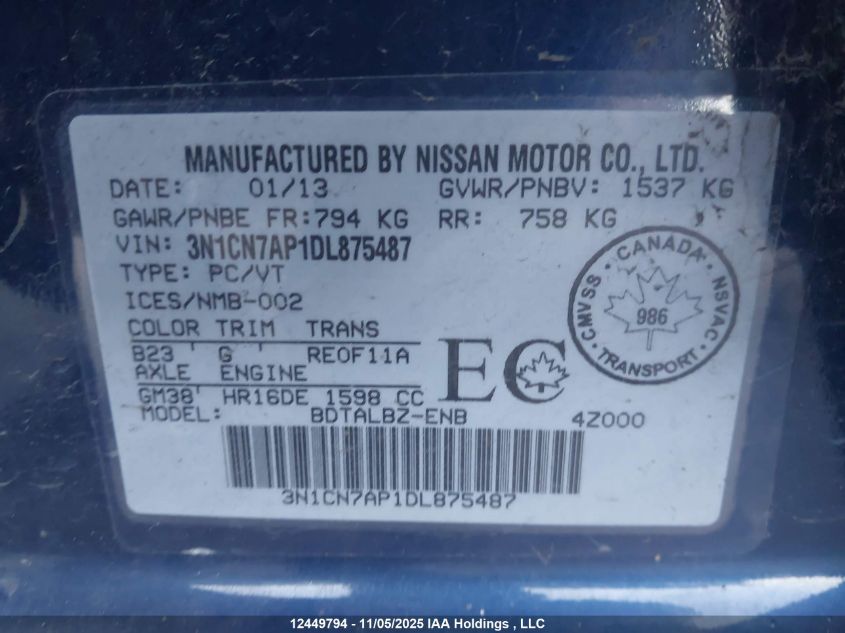 MANUFACTURED BY NISSAN MOTOR CO., LTD.
DATE: 01/13 GVWR/PNBV: 1537 KG
GAWR/PNBE FR: 794 KG RR: 758 KG
VIN: 3N1CN7AP1DL875487
TYPE: PC/VT
ICES/NMB-002
COLOR TRIM TRANS
B23 G RE0F11A
AXLE ENGINE
GM38 HR16DE 1598 CC
MODEL: BDTALBZ-ENB 4Z000
EC
CANADA
CMVSS NSVAC
986
TRANSPORT
3N1CN7AP1DL875487
12449794 - 11/05/2025 IAA Holdings , LLC